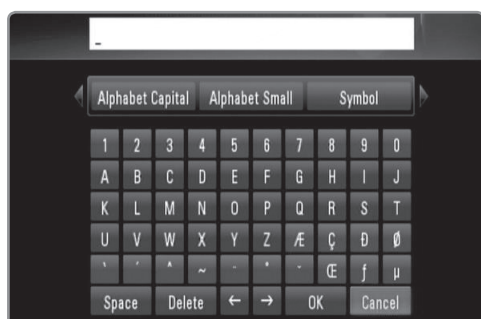 _
Alphabet Capital Alphabet Small Symbol
1 2 3 4 5 6 7 8 9 0
A B C D E F G H I J
K L M N O P Q R S T
U V W X Y Z Æ Ç Ð Ø
` ´ ^ ~ ¨ ° - Œ ƒ µ
Space Delete ← → OK Cancel